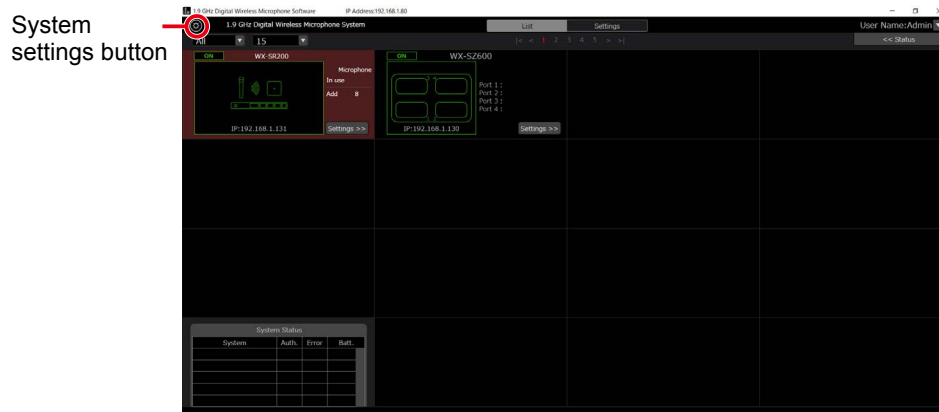 System
settings button
1.9 GHz Digital Wireless Microphone Software IP Address:192.168.1.80
1.9 GHz Digital Wireless Microphone System List Settings User Name:Admin
All 15 |< < 1 2 3 4 5 > >| << Status
ON WX-SR200
Microphone
In use
Add 8
IP:192.168.1.131 Settings >>
ON WX-SZ600
Port 1 :
Port 2 :
Port 3 :
Port 4 :
IP:192.168.1.130 Settings >>
System Status
System Auth. Error Batt.